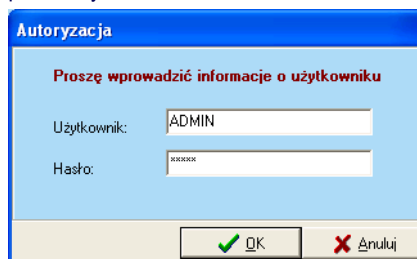 Autoryzacja
Proszę wprowadzić informacje o użytkowniku
Użytkownik: ADMIN
Hasło: *****
OK Anuluj